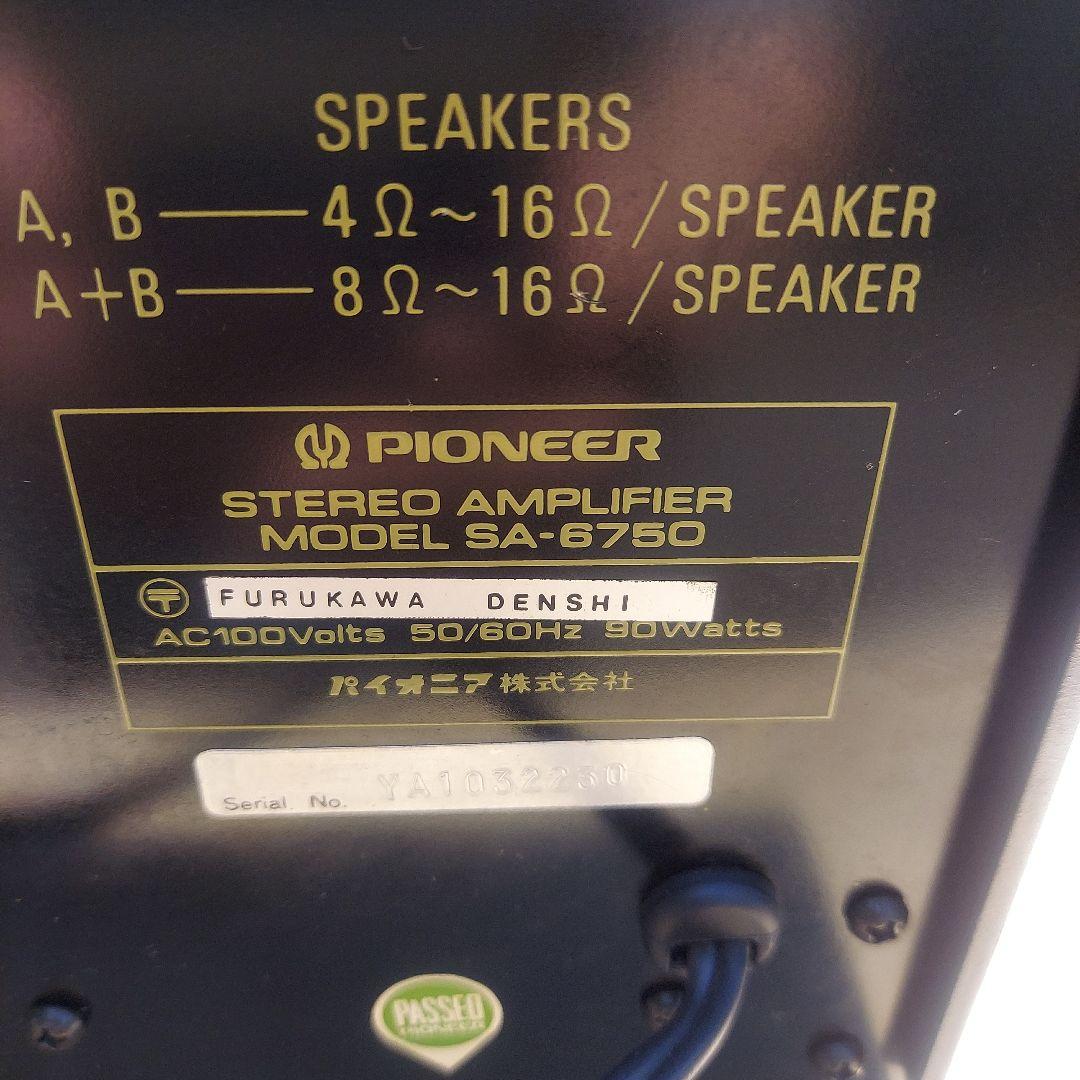 SPEAKERS
A, B — 4Ω~16Ω/SPEAKER
A+B — 8Ω~16Ω/SPEAKER
PIONEER
STEREO AMPLIFIER
MODEL SA-6750
〒 FURUKAWA DENSHI
AC100Volts 50/60Hz 90Watts
パイオニア株式会社
YA1032230
Serial No.
PASSED
PIONEER